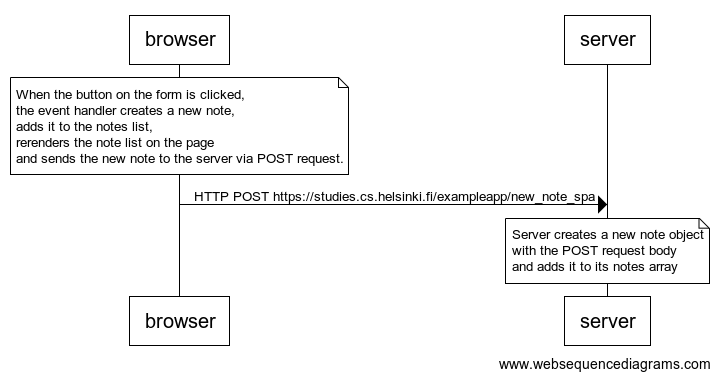 browser
server
When the button on the form is clicked,
the event handler creates a new note,
adds it to the notes list,
rerenders the note list on the page
and sends the new note to the server via POST request.
HTTP POST https://studies.cs.helsinki.fi/exampleapp/new_note_spa
Server creates a new note object
with the POST request body
and adds it to its notes array
browser
server
www.websequencediagrams.com